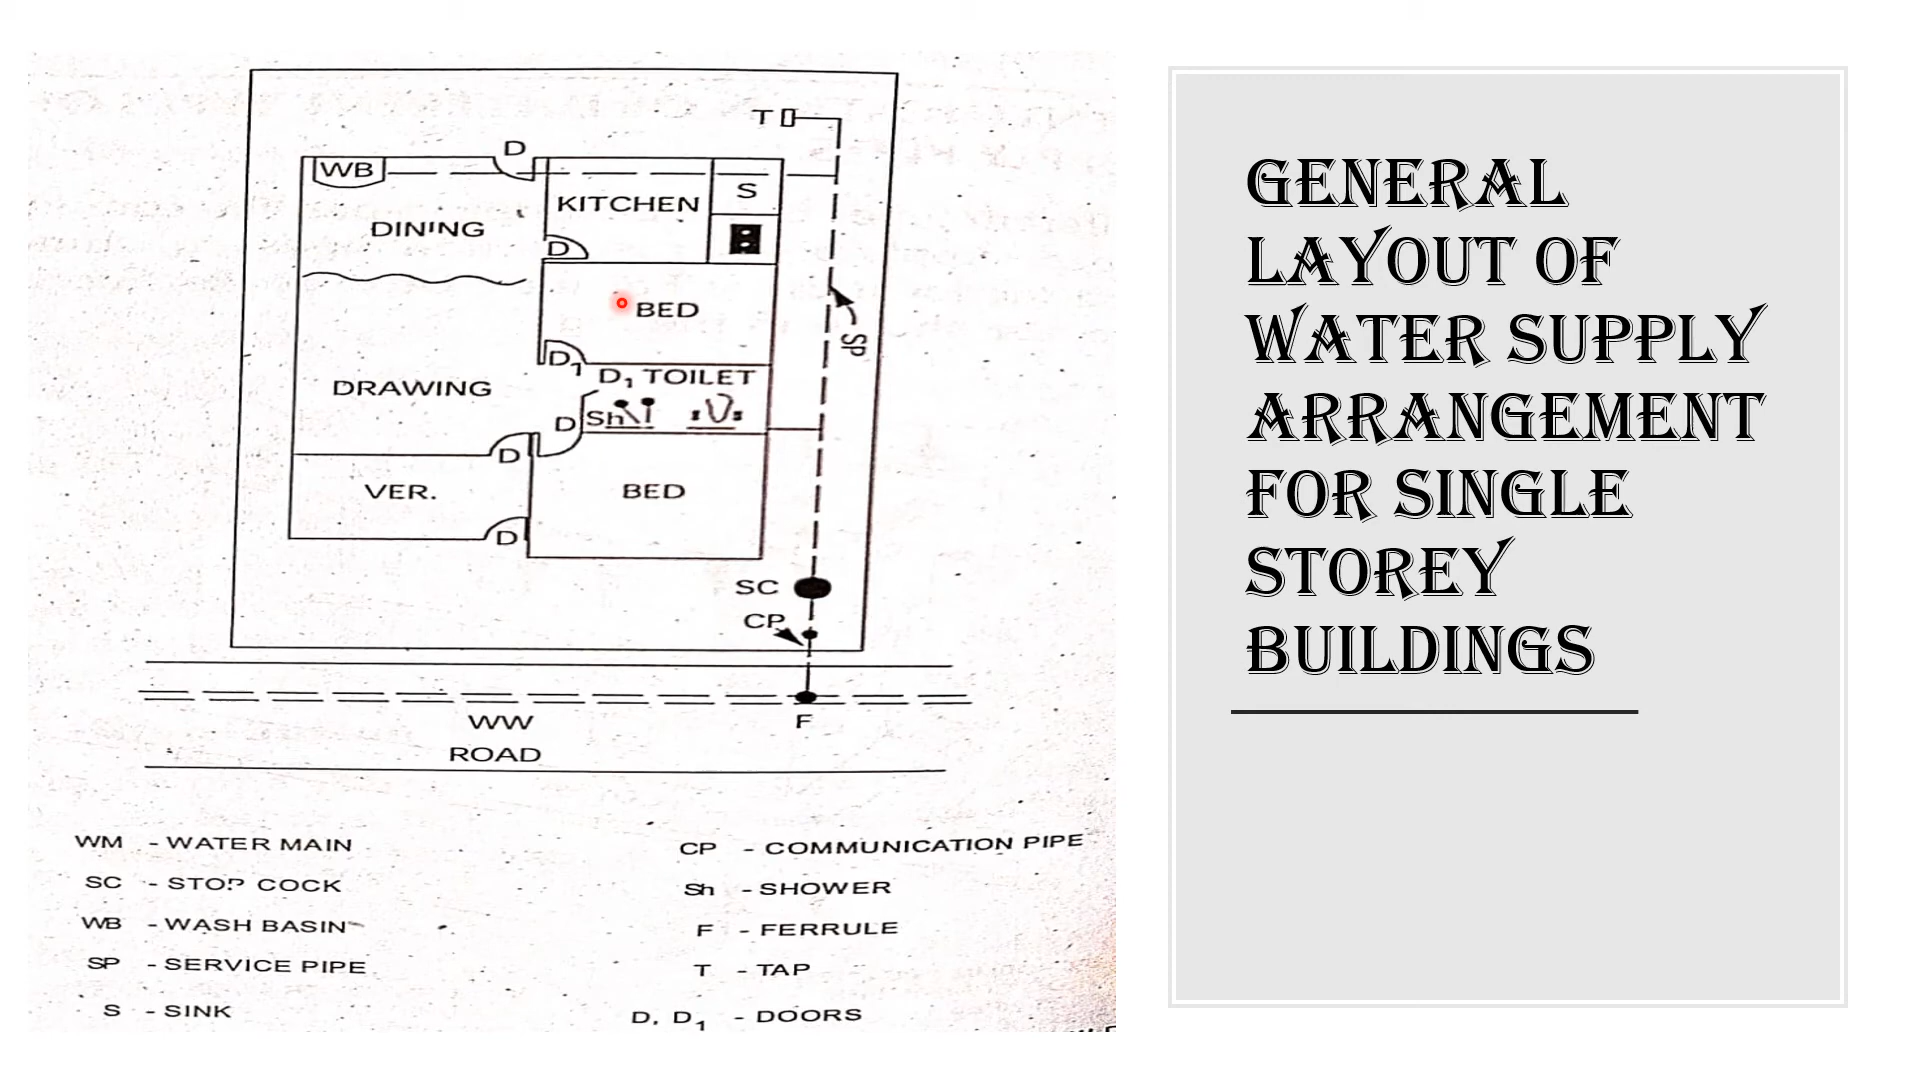 T
D
WB
S
KITCHEN
DINING
D
BED
SP
D₁
D₁ TOILET
DRAWING
Sh
D
D
VER.
BED
D
SC
CP
WW
F
ROAD
WM - WATER MAIN
SC - STOP COCK
WB - WASH BASIN
SP - SERVICE PIPE
S - SINK
CP - COMMUNICATION PIPE
Sh - SHOWER
F - FERRULE
T - TAP
D, D₁ - DOORS
GENERAL
LAYOUT OF
WATER SUPPLY
ARRANGEMENT
FOR SINGLE
STOREY
BUILDINGS